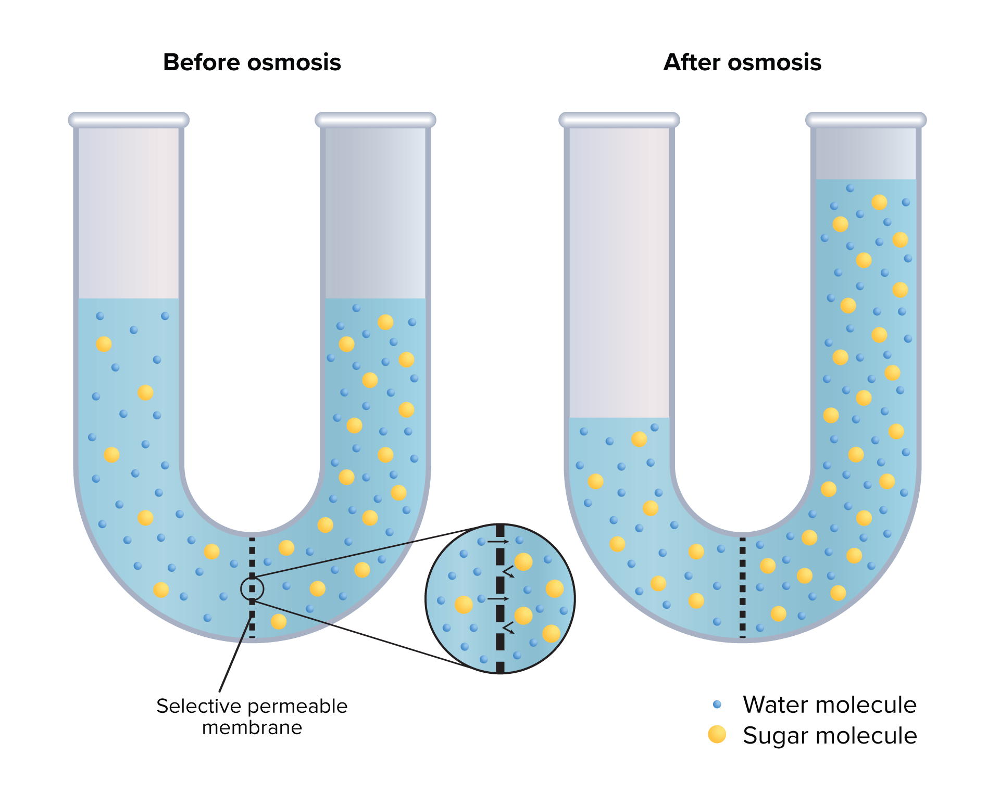 Before osmosis
After osmosis
Selective permeable
membrane
Water molecule
Sugar molecule